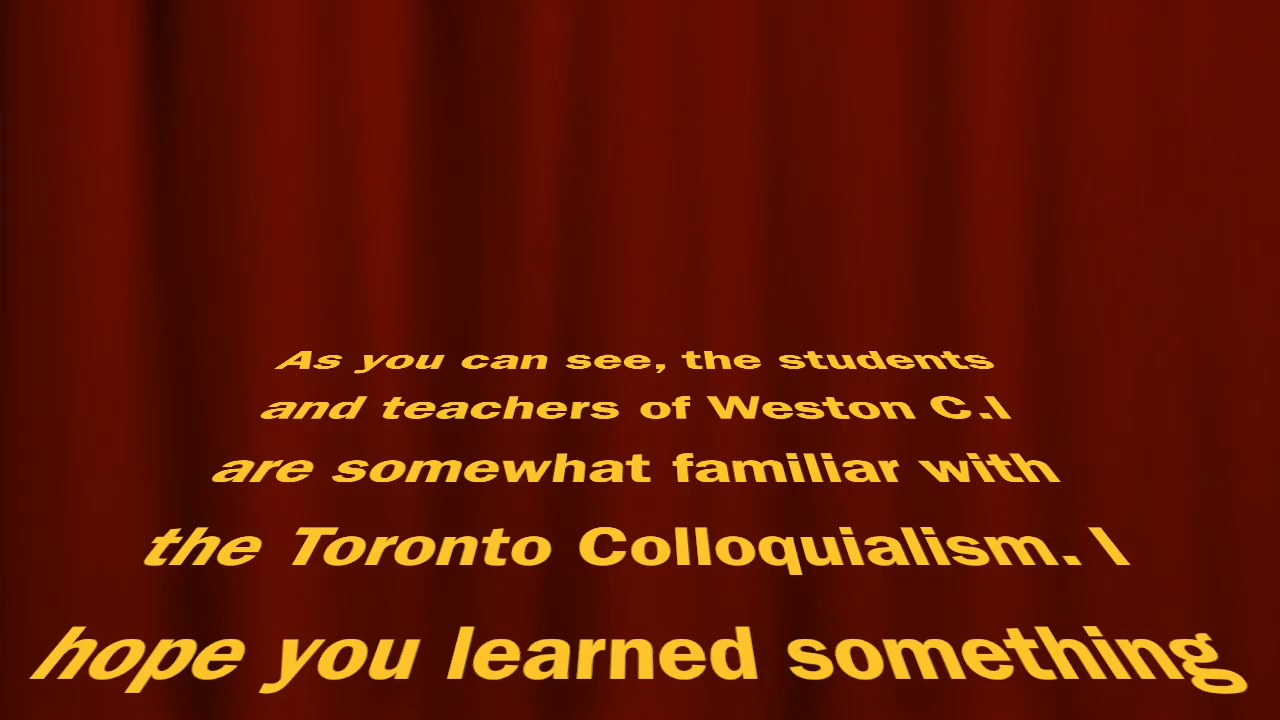 As you can see, the students
and teachers of Weston C.I
are somewhat familiar with
the Toronto Colloquialism. I
hope you learned something